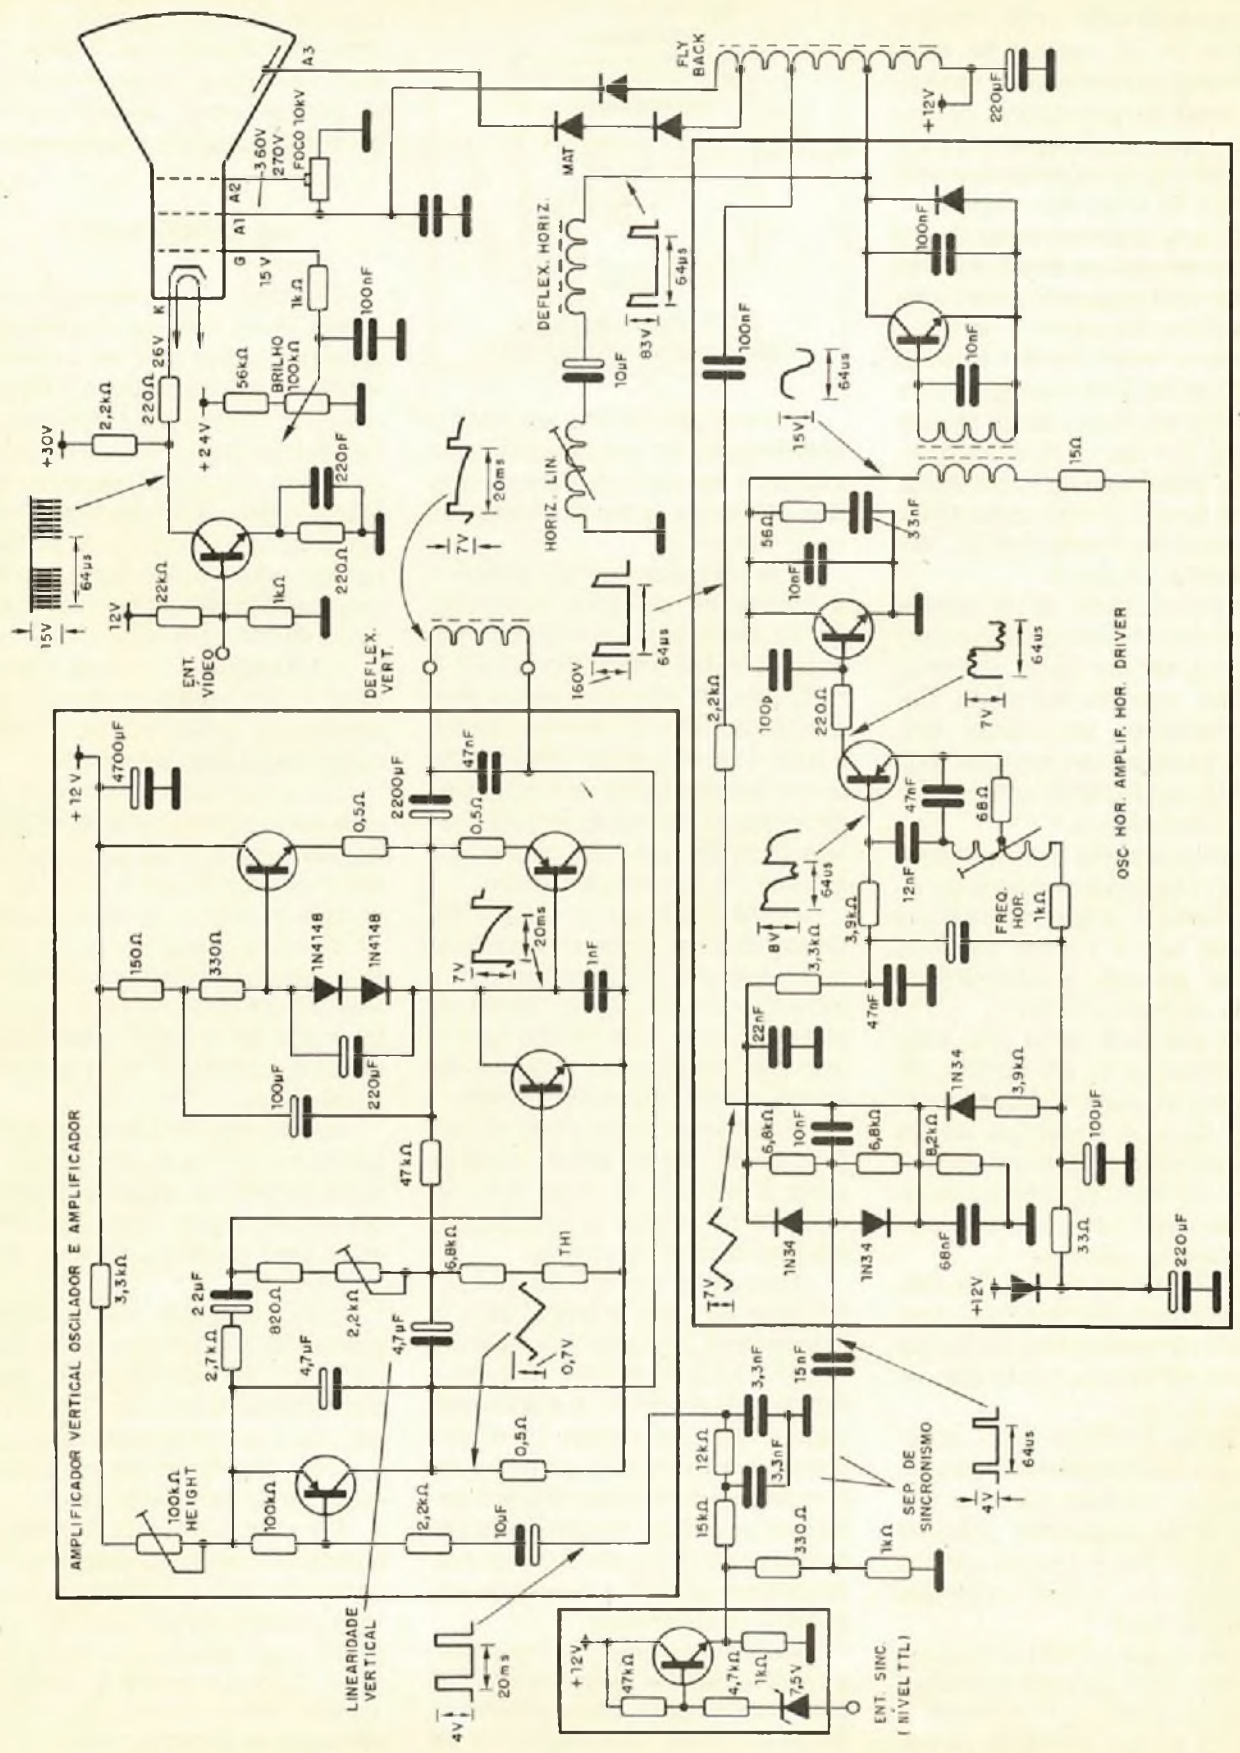 A3
FLY
BACK
+12V
220µF
MAT
360V
270V
FOCO 10kV
A2
A1
G
15V
1kΩ
100nF
K
26V
220Ω
2,2kΩ
+30V
+24V
56kΩ
BRILHO
100kΩ
220pF
220Ω
64µs
15V
12V
22kΩ
1kΩ
ENT.
VÍDEO
DEFLEX. HORIZ.
83V
64µs
10µF
HORIZ. LIN.
7V
20ms
DEFLEX.
VERT.
160V
64µs
100nF
100nF
10nF
15V
64µs
15Ω
56Ω
33nF
10nF
100p
220Ω
2,2kΩ
7V
64µs
OSC. HOR. AMPLIF. HOR. DRIVER
47nF
68Ω
12nF
8V
64us
3,9kΩ
3,3kΩ
FREQ.
HOR.
1kΩ
47nF
22nF
1N34
3,9kΩ
6,8kΩ
10nF
6,8kΩ
8,2kΩ
100µF
7V
1N34
1N34
68nF
33Ω
+12V
220µF
AMPLIFICADOR VERTICAL OSCILADOR E AMPLIFICADOR
+12V
4700µF
0,5Ω
2200µF
47nF
0,5Ω
150Ω
330Ω
1N4148
1N4148
7V
20ms
1nF
100µF
220µF
47kΩ
3,3kΩ
2,2µF
820Ω
2,2kΩ
6,8kΩ
TH1
2,7kΩ
4,7µF
4,7µF
0,7V
100kΩ
HEIGHT
100kΩ
2,2kΩ
10µF
0,5Ω
LINEARIDADE
VERTICAL
4V
20ms
12kΩ
3,3nF
3,3nF
15nF
15kΩ
330Ω
1kΩ
SEP. DE
SINCRONISMO
4V
64us
+12V
47kΩ
4,7kΩ
1kΩ
7,5V
ENT. SINC.
(NÍVEL TTL)